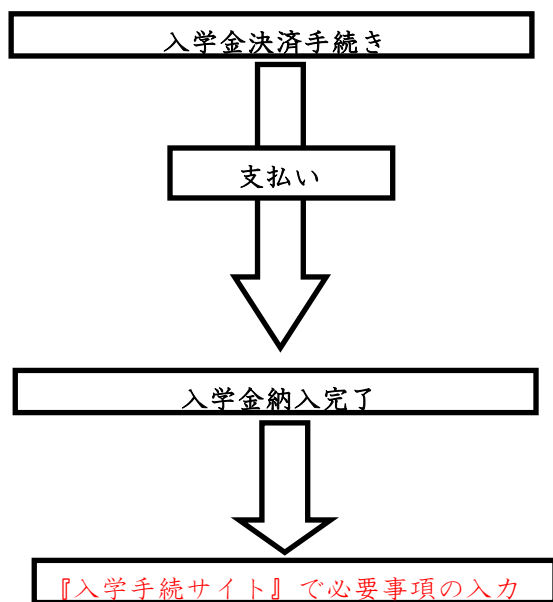 入学金決済手続き
支払い
入学金納入完了
『入学手続サイト』で必要事項の入力